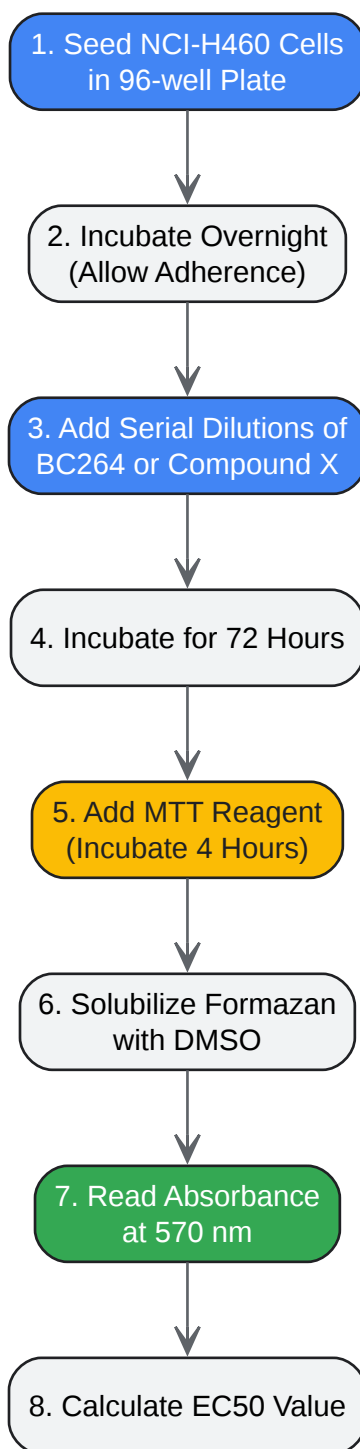 1. Seed NCI-H460 Cells
in 96-well Plate
2. Incubate Overnight
(Allow Adherence)
3. Add Serial Dilutions of
BC264 or Compound X
4. Incubate for 72 Hours
5. Add MTT Reagent
(Incubate 4 Hours)
6. Solubilize Formazan
with DMSO
7. Read Absorbance
at 570 nm
8. Calculate EC50 Value